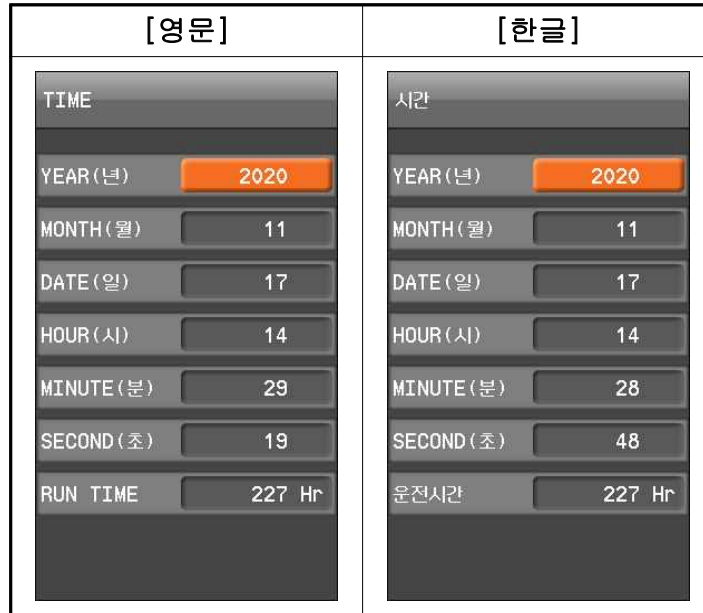 [영문] [한글]
TIME
YEAR(년) 2020
MONTH(월) 11
DATE(일) 17
HOUR(시) 14
MINUTE(분) 29
SECOND(초) 19
RUN TIME 227 Hr
시간
YEAR(년) 2020
MONTH(월) 11
DATE(일) 17
HOUR(시) 14
MINUTE(분) 28
SECOND(초) 48
운전시간 227 Hr